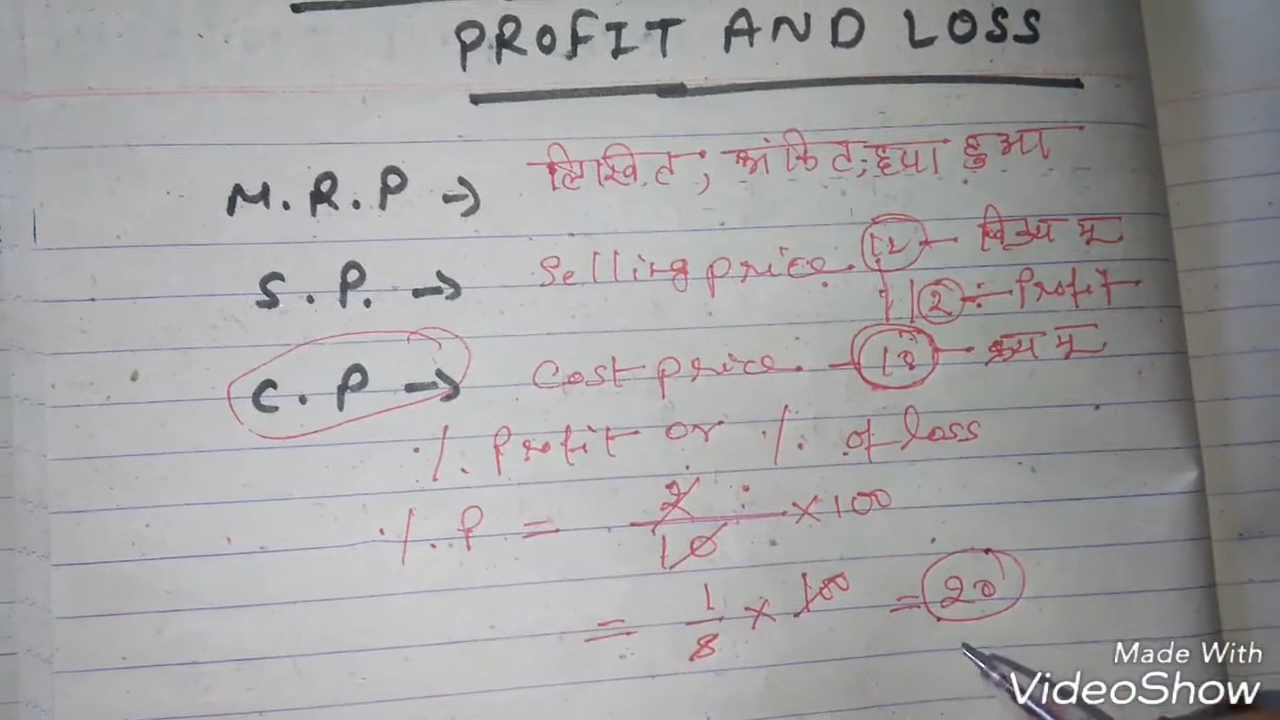 PROFIT AND LOSS
M.R.P → लिखित, अंकित, छपा हुआ
S.P. → Selling price. 12 - विक्रय मू
2 - Profit
C.P → Cost price. - 10 - क्रय मू
% Profit or % of loss
% P = 2 / 10 × 100
= 1 / 5 × 100 = 20
Made With
VideoShow